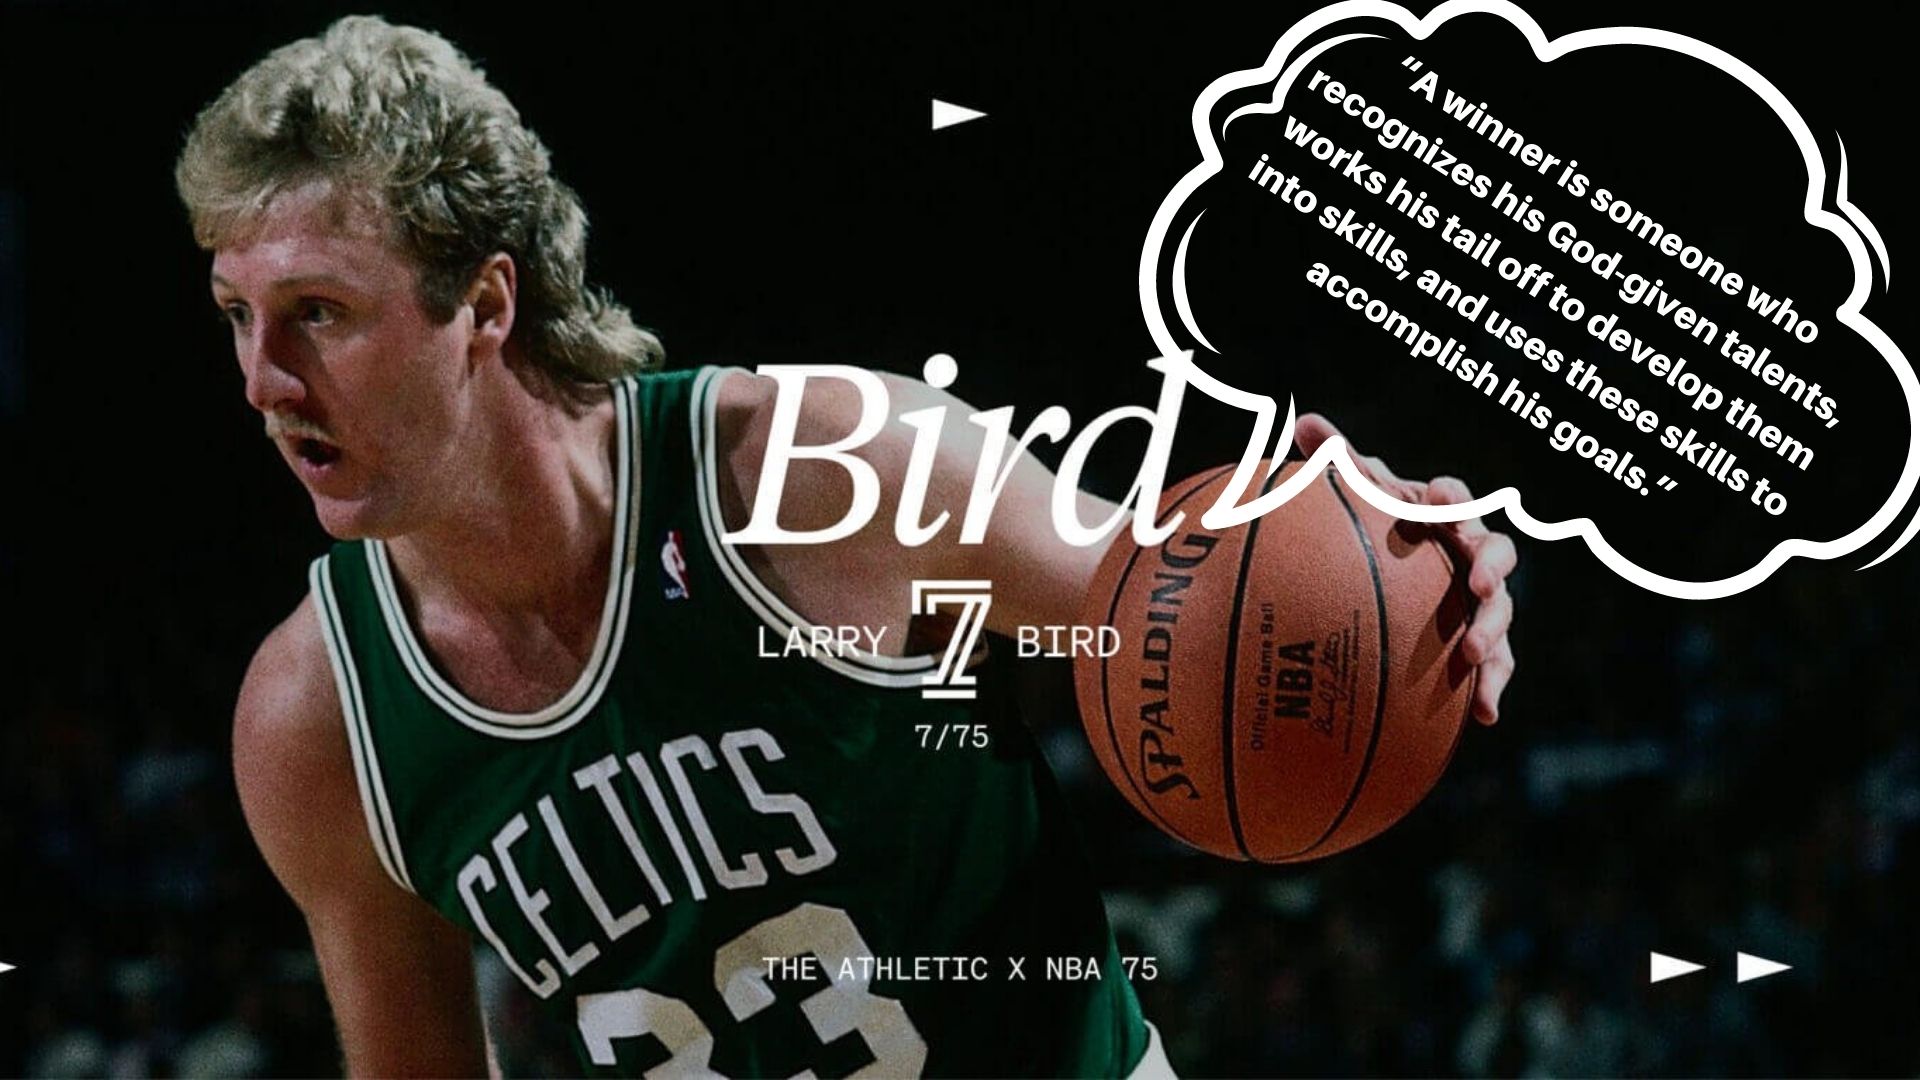 “A winner is someone who
recognizes his God-given talents,
works his tail off to develop them
into skills, and uses these skills to
accomplish his goals.”
Bird
LARRY 7 BIRD
7/75
SPALDING
Official Game Ball
NBA
CELTICS
33
THE ATHLETIC X NBA 75